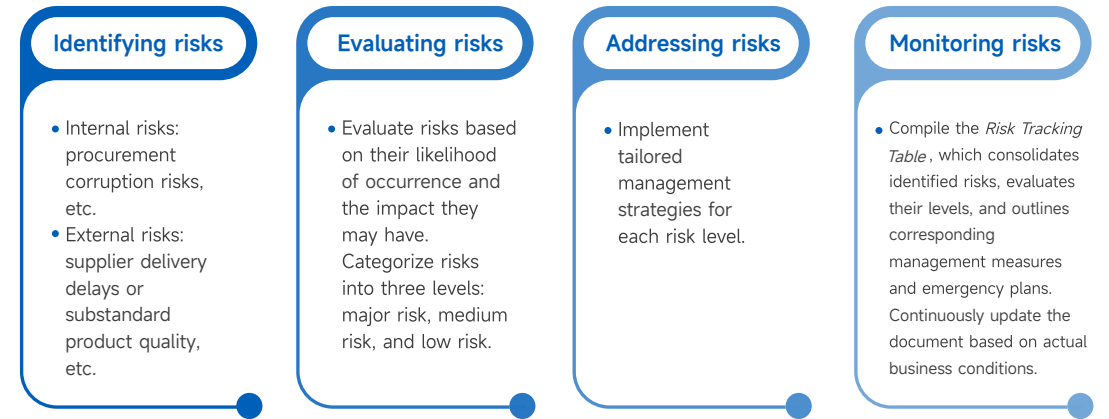 Identifying risks
• Internal risks:
procurement
corruption risks,
etc.
• External risks:
supplier delivery
delays or
substandard
product quality,
etc.
Evaluating risks
• Evaluate risks based
on their likelihood
of occurrence and
the impact they
may have.
Categorize risks
into three levels:
major risk, medium
risk, and low risk.
Addressing risks
• Implement
tailored
management
strategies for
each risk level.
Monitoring risks
• Compile the Risk Tracking
Table, which consolidates
identified risks, evaluates
their levels, and outlines
corresponding
management measures
and emergency plans.
Continuously update the
document based on actual
business conditions.